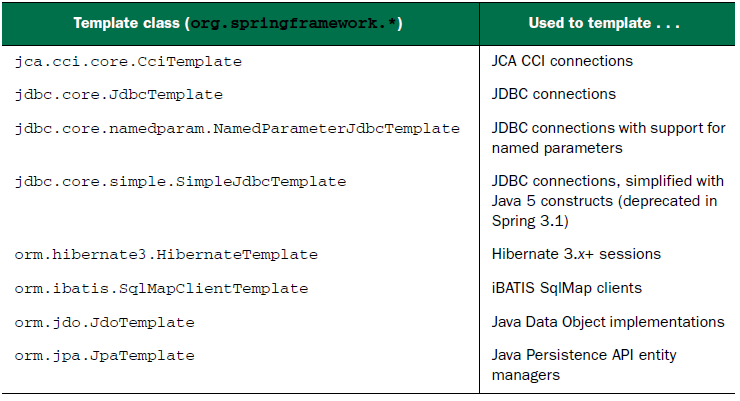 Template class (org.springframework.*) Used to template . . .
jca.cci.core.CciTemplate JCA CCI connections
jdbc.core.JdbcTemplate JDBC connections
jdbc.core.namedparam.NamedParameterJdbcTemplate JDBC connections with support for
named parameters
jdbc.core.simple.SimpleJdbcTemplate JDBC connections, simplified with
Java 5 constructs (deprecated in
Spring 3.1)
orm.hibernate3.HibernateTemplate Hibernate 3.x+ sessions
orm.ibatis.SqlMapClientTemplate iBATIS SqlMap clients
orm.jdo.JdoTemplate Java Data Object implementations
orm.jpa.JpaTemplate Java Persistence API entity
managers